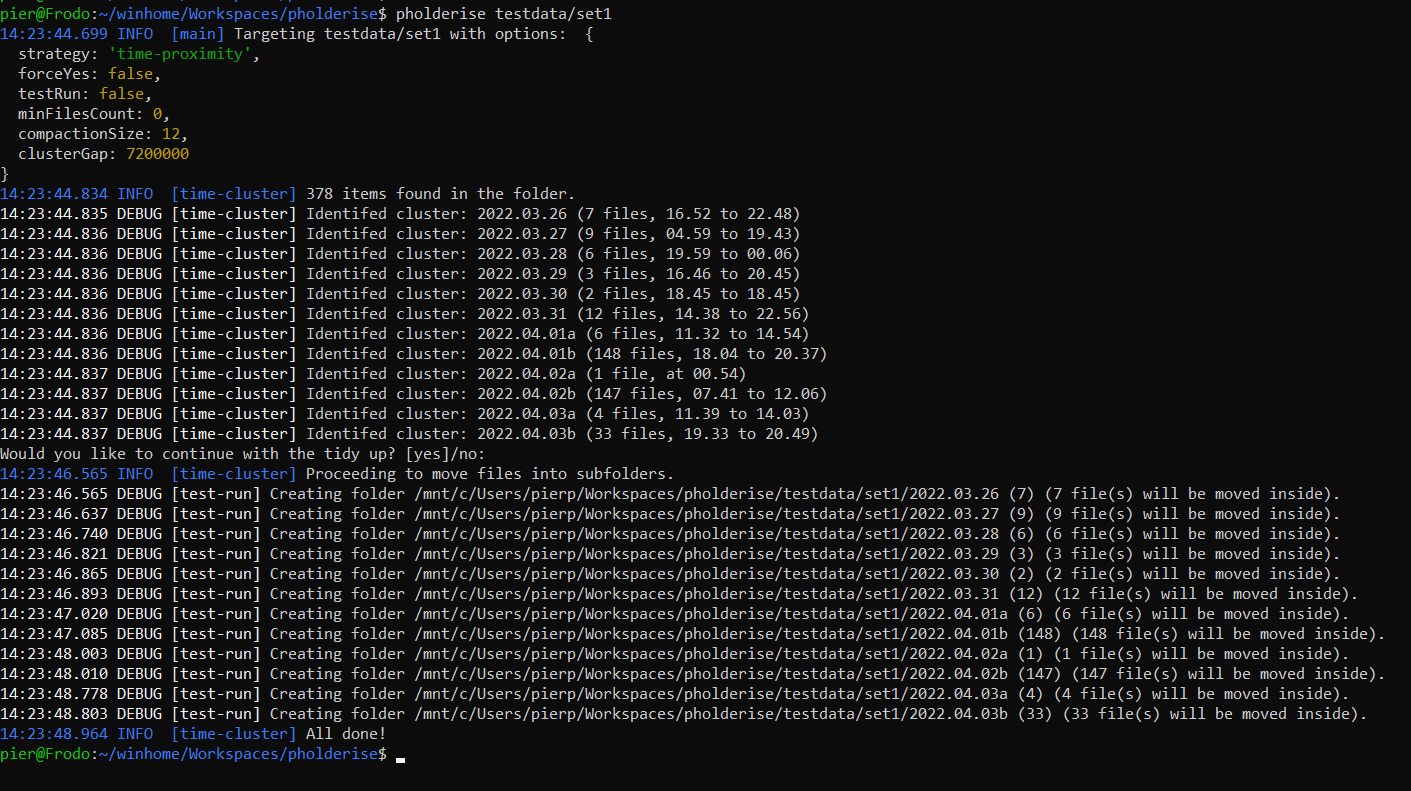 pier@Frodo:~/winhome/Workspaces/pholderise$ pholderise testdata/set1
14:23:44.699 INFO  [main] Targeting testdata/set1 with options:  {
  strategy: 'time-proximity',
  forceYes: false,
  testRun: false,
  minFilesCount: 0,
  compactionSize: 12,
  clusterGap: 7200000
}
14:23:44.834 INFO  [time-cluster] 378 items found in the folder.
14:23:44.835 DEBUG [time-cluster] Identifed cluster: 2022.03.26 (7 files, 16.52 to 22.48)
14:23:44.836 DEBUG [time-cluster] Identifed cluster: 2022.03.27 (9 files, 04.59 to 19.43)
14:23:44.836 DEBUG [time-cluster] Identifed cluster: 2022.03.28 (6 files, 19.59 to 00.06)
14:23:44.836 DEBUG [time-cluster] Identifed cluster: 2022.03.29 (3 files, 16.46 to 20.45)
14:23:44.836 DEBUG [time-cluster] Identifed cluster: 2022.03.30 (2 files, 18.45 to 18.45)
14:23:44.836 DEBUG [time-cluster] Identifed cluster: 2022.03.31 (12 files, 14.38 to 22.56)
14:23:44.836 DEBUG [time-cluster] Identifed cluster: 2022.04.01a (6 files, 11.32 to 14.54)
14:23:44.836 DEBUG [time-cluster] Identifed cluster: 2022.04.01b (148 files, 18.04 to 20.37)
14:23:44.837 DEBUG [time-cluster] Identifed cluster: 2022.04.02a (1 file, at 00.54)
14:23:44.837 DEBUG [time-cluster] Identifed cluster: 2022.04.02b (147 files, 07.41 to 12.06)
14:23:44.837 DEBUG [time-cluster] Identifed cluster: 2022.04.03a (4 files, 11.39 to 14.03)
14:23:44.837 DEBUG [time-cluster] Identifed cluster: 2022.04.03b (33 files, 19.33 to 20.49)
Would you like to continue with the tidy up? [yes]/no:
14:23:46.565 INFO  [time-cluster] Proceeding to move files into subfolders.
14:23:46.565 DEBUG [test-run] Creating folder /mnt/c/Users/pierp/Workspaces/pholderise/testdata/set1/2022.03.26 (7) (7 file(s) will be moved inside).
14:23:46.637 DEBUG [test-run] Creating folder /mnt/c/Users/pierp/Workspaces/pholderise/testdata/set1/2022.03.27 (9) (9 file(s) will be moved inside).
14:23:46.740 DEBUG [test-run] Creating folder /mnt/c/Users/pierp/Workspaces/pholderise/testdata/set1/2022.03.28 (6) (6 file(s) will be moved inside).
14:23:46.821 DEBUG [test-run] Creating folder /mnt/c/Users/pierp/Workspaces/pholderise/testdata/set1/2022.03.29 (3) (3 file(s) will be moved inside).
14:23:46.865 DEBUG [test-run] Creating folder /mnt/c/Users/pierp/Workspaces/pholderise/testdata/set1/2022.03.30 (2) (2 file(s) will be moved inside).
14:23:46.893 DEBUG [test-run] Creating folder /mnt/c/Users/pierp/Workspaces/pholderise/testdata/set1/2022.03.31 (12) (12 file(s) will be moved inside).
14:23:47.020 DEBUG [test-run] Creating folder /mnt/c/Users/pierp/Workspaces/pholderise/testdata/set1/2022.04.01a (6) (6 file(s) will be moved inside).
14:23:47.085 DEBUG [test-run] Creating folder /mnt/c/Users/pierp/Workspaces/pholderise/testdata/set1/2022.04.01b (148) (148 file(s) will be moved inside).
14:23:48.003 DEBUG [test-run] Creating folder /mnt/c/Users/pierp/Workspaces/pholderise/testdata/set1/2022.04.02a (1) (1 file(s) will be moved inside).
14:23:48.010 DEBUG [test-run] Creating folder /mnt/c/Users/pierp/Workspaces/pholderise/testdata/set1/2022.04.02b (147) (147 file(s) will be moved inside).
14:23:48.778 DEBUG [test-run] Creating folder /mnt/c/Users/pierp/Workspaces/pholderise/testdata/set1/2022.04.03a (4) (4 file(s) will be moved inside).
14:23:48.803 DEBUG [test-run] Creating folder /mnt/c/Users/pierp/Workspaces/pholderise/testdata/set1/2022.04.03b (33) (33 file(s) will be moved inside).
14:23:48.964 INFO  [time-cluster] All done!
pier@Frodo:~/winhome/Workspaces/pholderise$